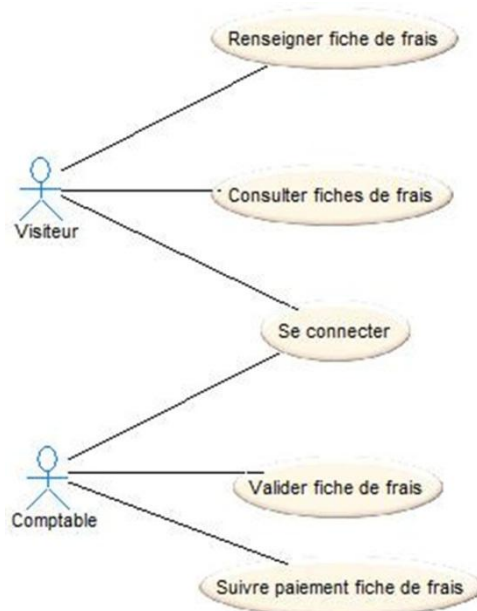 Renseigner fiche de frais
Consulter fiches de frais
Visiteur
Se connecter
Valider fiche de frais
Comptable
Suivre paiement fiche de frais